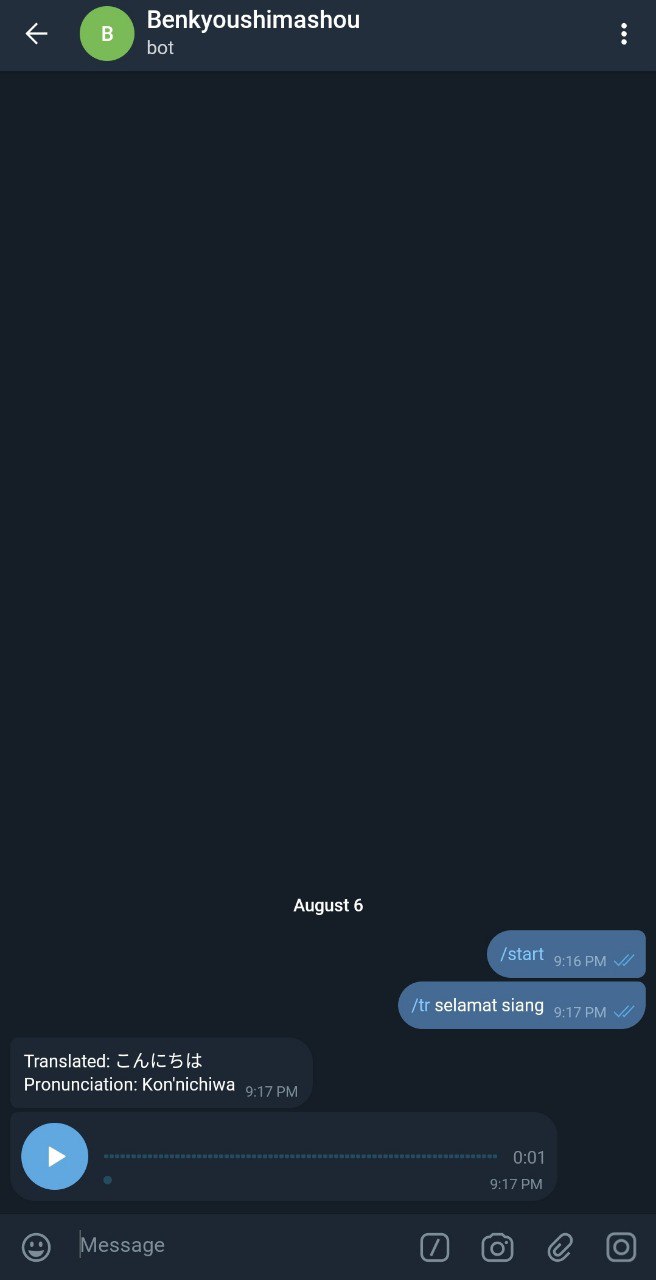 B
Benkyoushimashou
bot
August 6
/start 9:16 PM
/tr selamat siang 9:17 PM
Translated: こんにちは
Pronunciation: Kon'nichiwa 9:17 PM
0:01
9:17 PM
Message